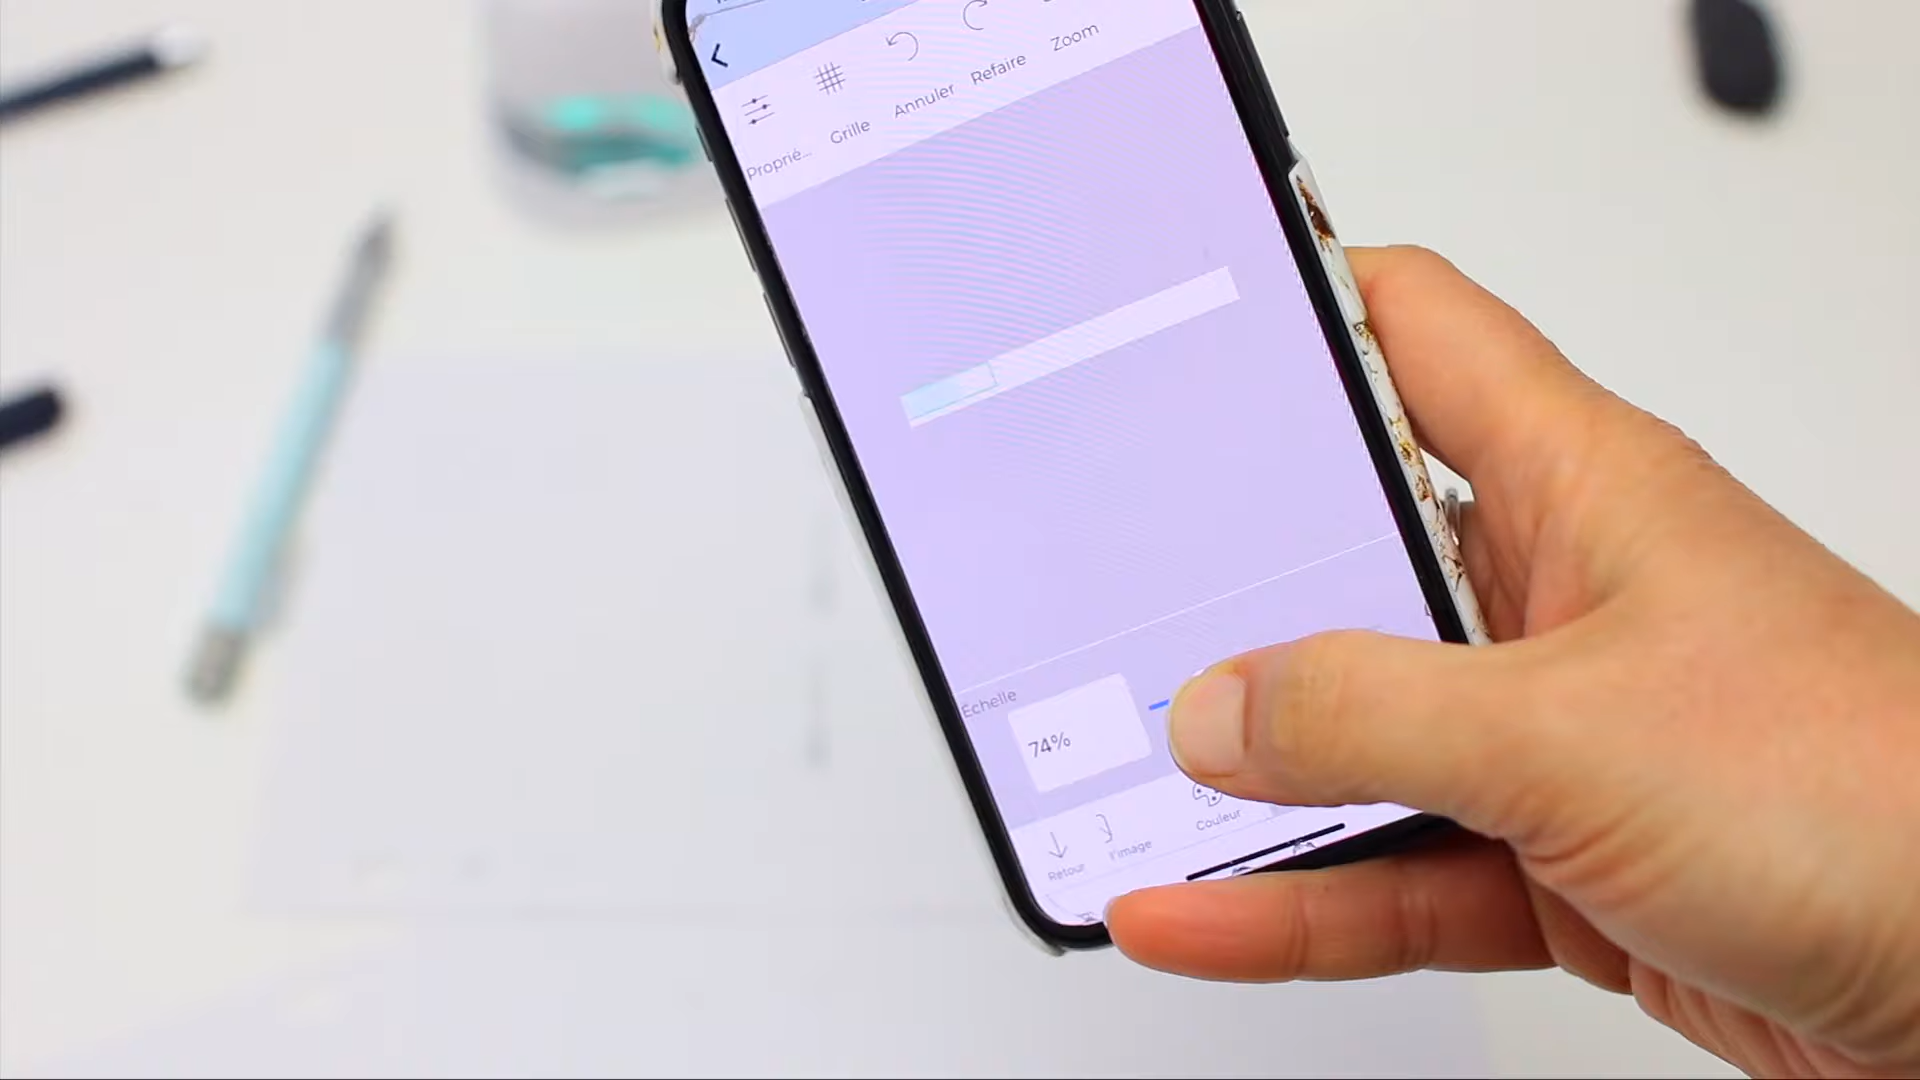 Proprié...
Grille
Annuler
Refaire
Zoom
Echelle
74%
Retour
l'image
Couleur